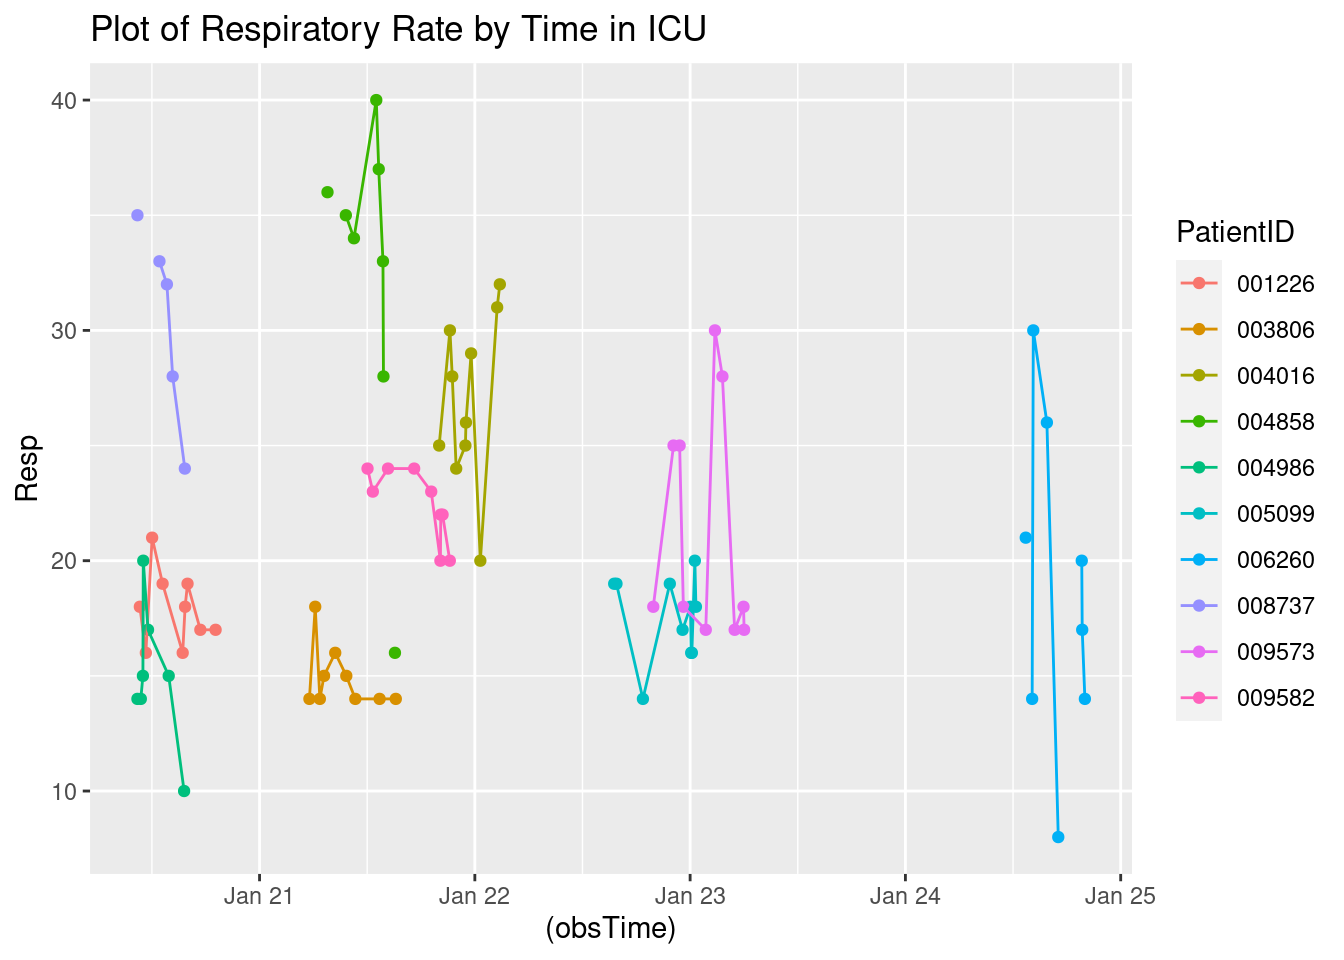 Plot of Respiratory Rate by Time in ICU
Resp
40
30
20
10
Jan 21
Jan 22
Jan 23
Jan 24
Jan 25
(obsTime)
PatientID
001226
003806
004016
004858
004986
005099
006260
008737
009573
009582